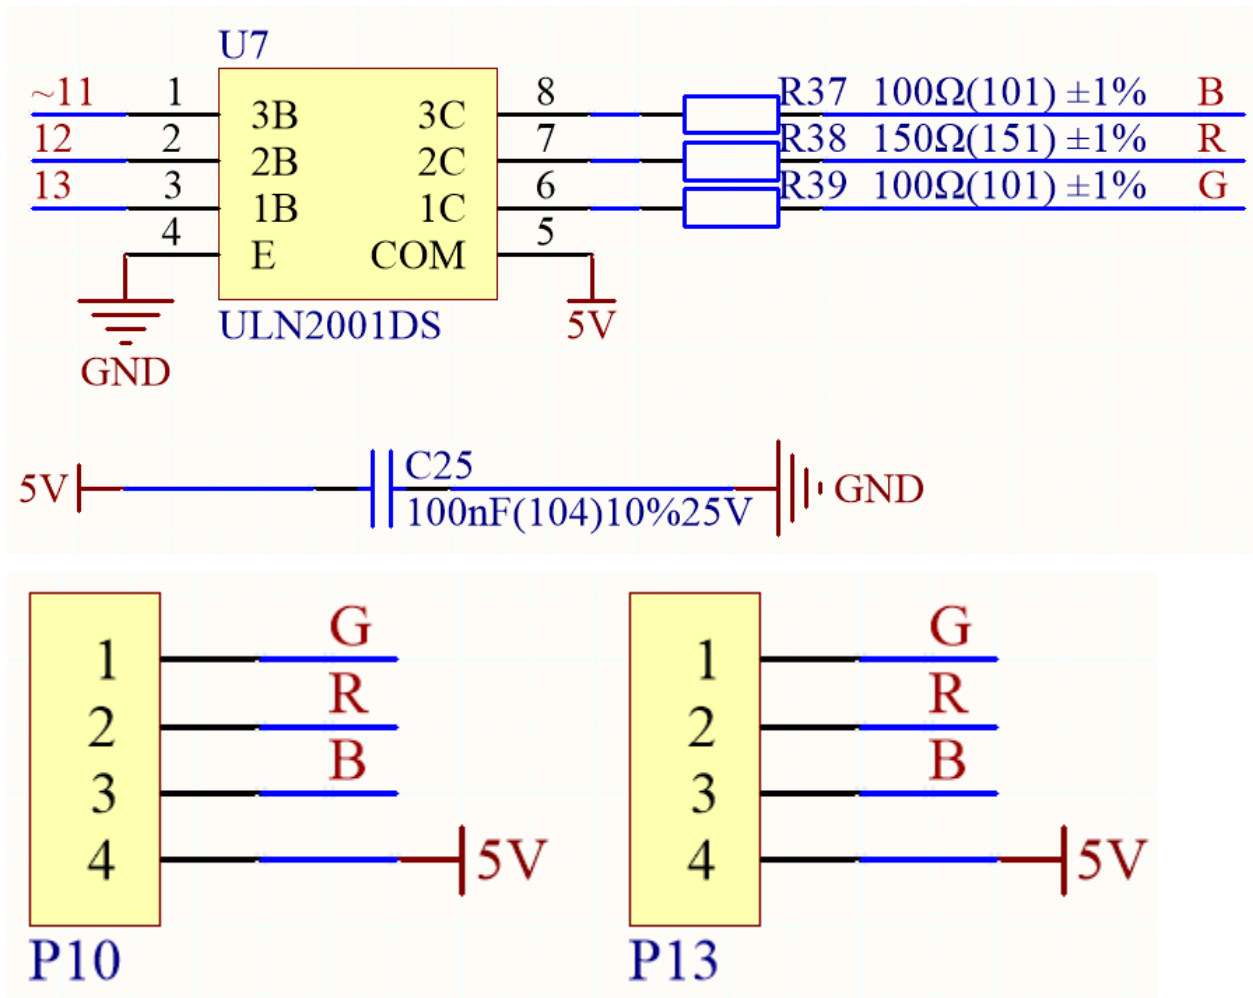 U7
~11 1 3B 3C 8 R37 100Ω(101) ±1% B
12 2 2B 2C 7 R38 150Ω(151) ±1% R
13 3 1B 1C 6 R39 100Ω(101) ±1% G
4 E COM 5
ULN2001DS 5V
GND
5V C25 GND
100nF(104)10%25V
1 G 1 G
2 R 2 R
3 B 3 B
4 5V 4 5V
P10 P13